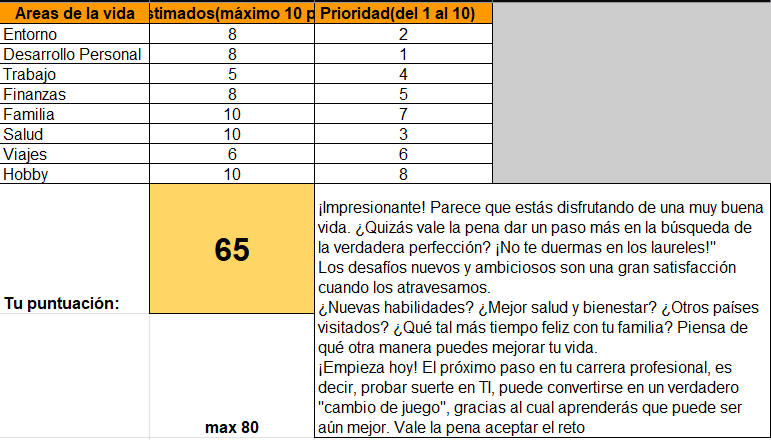 Areas de la vida stimados(máximo 10 p Prioridad(del 1 al 10)
Entorno 8 2
Desarrollo Personal 8 1
Trabajo 5 4
Finanzas 8 5
Familia 10 7
Salud 10 3
Viajes 6 6
Hobby 10 8
Tu puntuación:
65
max 80
¡Impresionante! Parece que estás disfrutando de una muy buena
vida. ¿Quizás vale la pena dar un paso más en la búsqueda de
la verdadera perfección? ¡No te duermas en los laureles!"
Los desafíos nuevos y ambiciosos son una gran satisfacción
cuando los atravesamos.
¿Nuevas habilidades? ¿Mejor salud y bienestar? ¿Otros países
visitados? ¿Qué tal más tiempo feliz con tu familia? Piensa de
qué otra manera puedes mejorar tu vida.
¡Empieza hoy! El próximo paso en tu carrera profesional, es
decir, probar suerte en TI, puede convertirse en un verdadero
"cambio de juego", gracias al cual aprenderás que puede ser
aún mejor. Vale la pena aceptar el reto